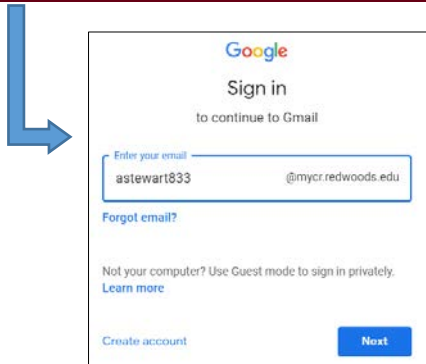 Google
Sign in
to continue to Gmail
Enter your email
astewart833 @mycr.redwoods.edu
Forgot email?
Not your computer? Use Guest mode to sign in privately.
Learn more
Create account Next